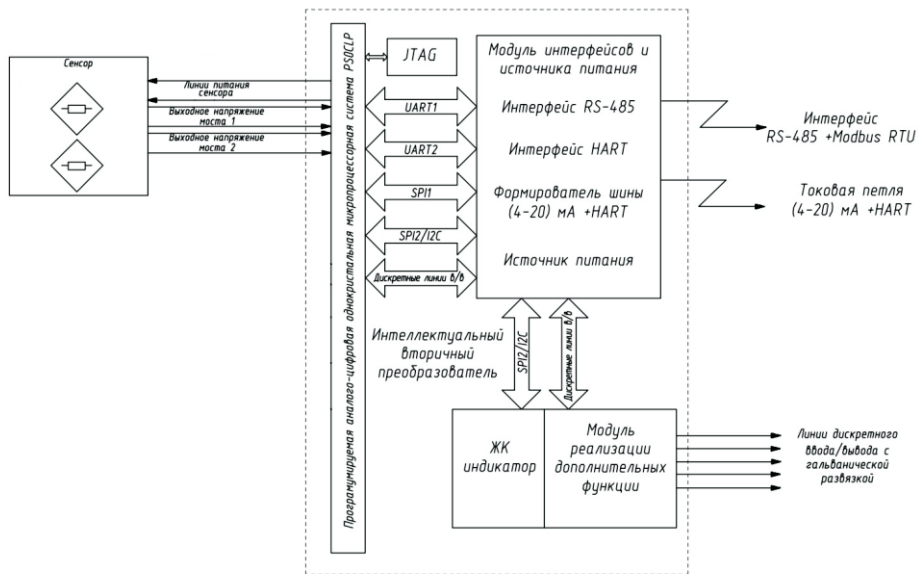 Сенсор
Линии питания
сенсора
Выходное напряжение
моста 1
Выходное напряжение
моста 2
Программируемая аналого-цифровая однокристальная микропроцессорная система PSOCLP
JTAG
UART1
UART2
SPI1
SPI2/I2C
Дискретные линии в/в
Модуль интерфейсов и
источника питания
Интерфейс RS-485
Интерфейс HART
Формирователь шины
(4-20) мА +HART
Источник питания
Интерфейс
RS-485 +Modbus RTU
Токовая петля
(4-20) мА +HART
Интеллектуальный
вторичный
преобразователь
SPI2/I2C
Дискретные линии в/в
ЖК
индикатор
Модуль
реализации
дополнительных
функции
Линии дискретного
ввода/вывода с
гальванической
развязкой